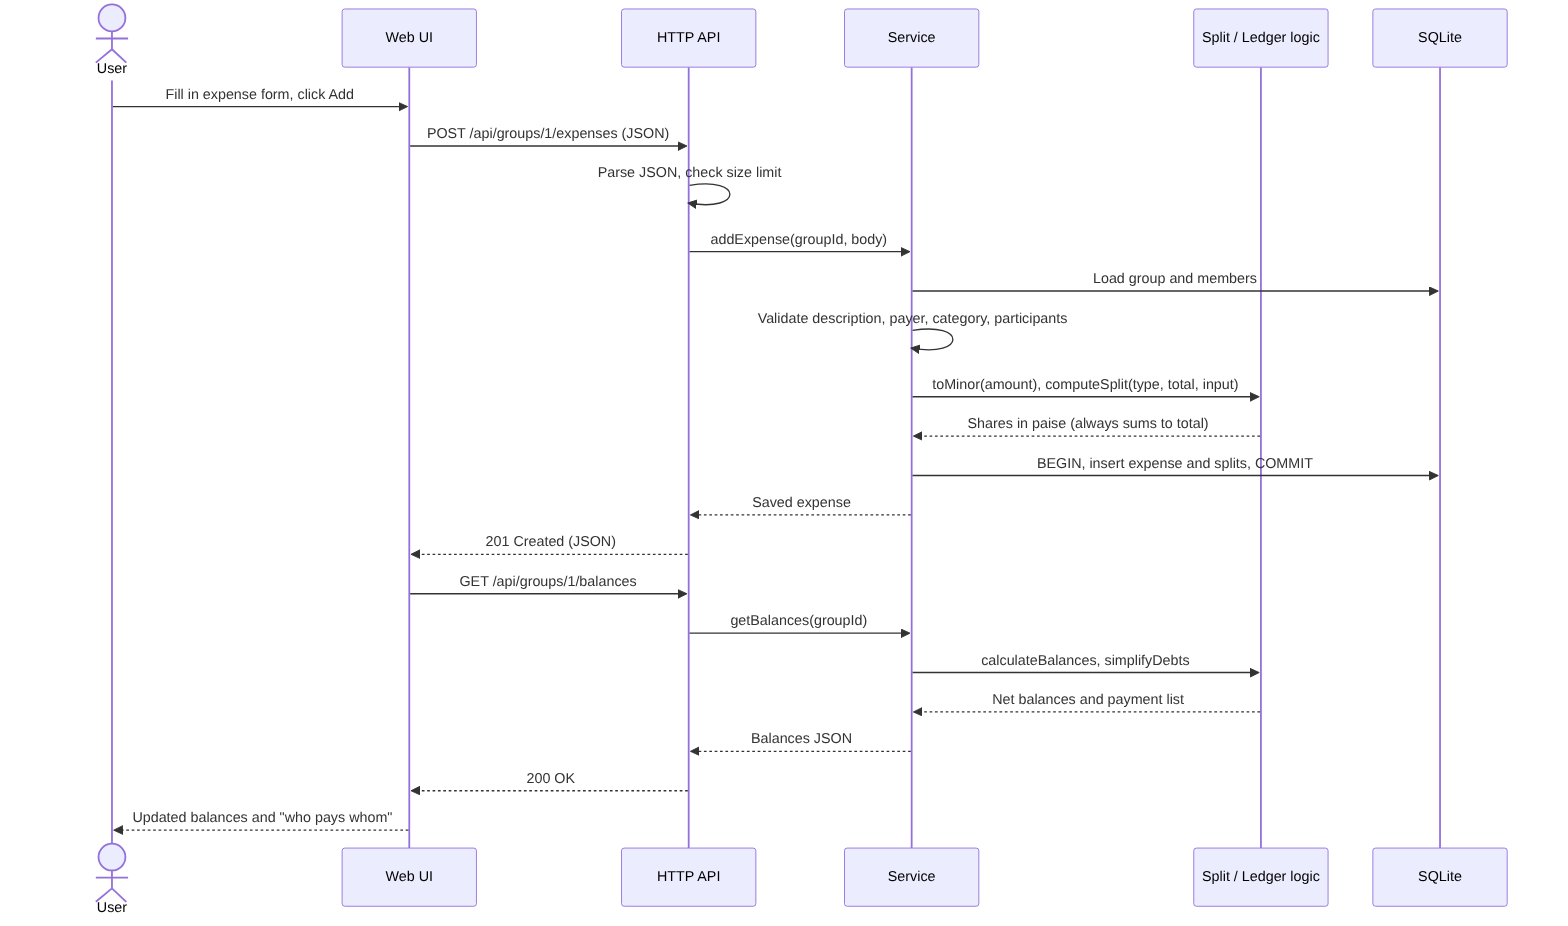 Web UI
HTTP API
Service
Split / Ledger logic
SQLite
User
Fill in expense form, click Add
POST /api/groups/1/expenses (JSON)
Parse JSON, check size limit
addExpense(groupId, body)
Load group and members
Validate description, payer, category, participants
toMinor(amount), computeSplit(type, total, input)
Shares in paise (always sums to total)
BEGIN, insert expense and splits, COMMIT
Saved expense
201 Created (JSON)
GET /api/groups/1/balances
getBalances(groupId)
calculateBalances, simplifyDebts
Net balances and payment list
Balances JSON
200 OK
Updated balances and "who pays whom"
Web UI
HTTP API
Service
Split / Ledger logic
SQLite
User